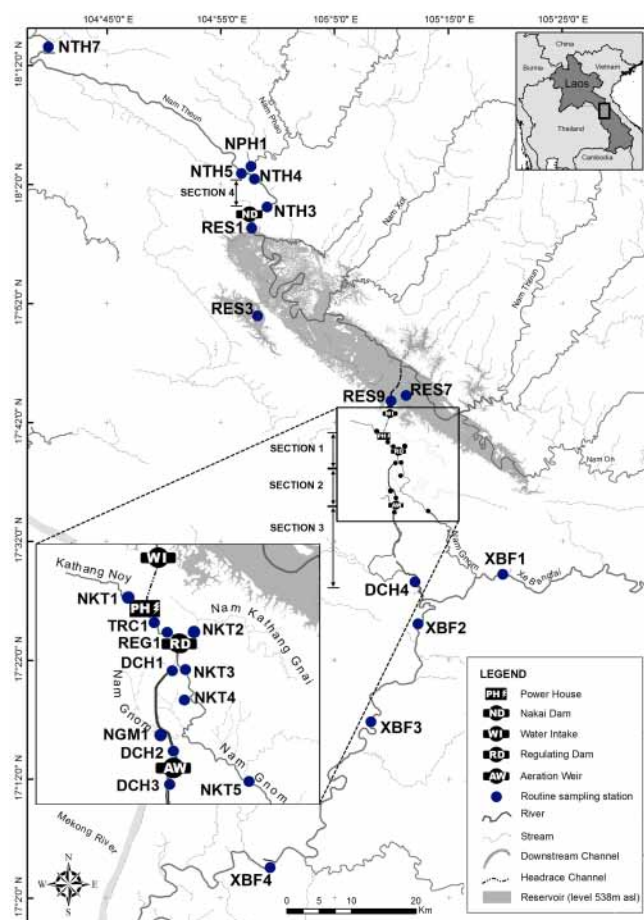 104°45'0"E
104°55'0"E
105°5'0"E
105°15'0"E
105°25'0"E
18°12'0"N
18°2'0"N
17°52'0"N
17°42'0"N
17°32'0"N
17°22'0"N
17°12'0"N
17°2'0"N
China
Burma
Vietnam
Laos
Thailand
Cambodia
NTH7
Nam Theun
Nam Phao
NPH1
NTH5
NTH4
SECTION 4
NTH3
ND
RES1
Nam Xot
Nam Theun
RES3
RES9
RES7
WI
PH
RD
SECTION 1
SECTION 2
AW
SECTION 3
Nam On
Nam Gnom
XBF1
Xe Bangfai
DCH4
XBF2
XBF3
XBF4
Mekong River
WI
Kathang Noy
NKT1
PH
Nam Kathang Gnai
TRC1
NKT2
REG1
RD
DCH1
NKT3
NKT4
Nam Gnom
NGM1
DCH2
Nam Gnom
AW
DCH3
NKT5
LEGEND
PH Power House
ND Nakai Dam
WI Water Intake
RD Regulating Dam
AW Aeration Weir
Routine sampling station
River
Stream
Downstream Channel
Headrace Channel
Reservoir (level 538m asl)
N
W E
S
0 5 10 20
Km